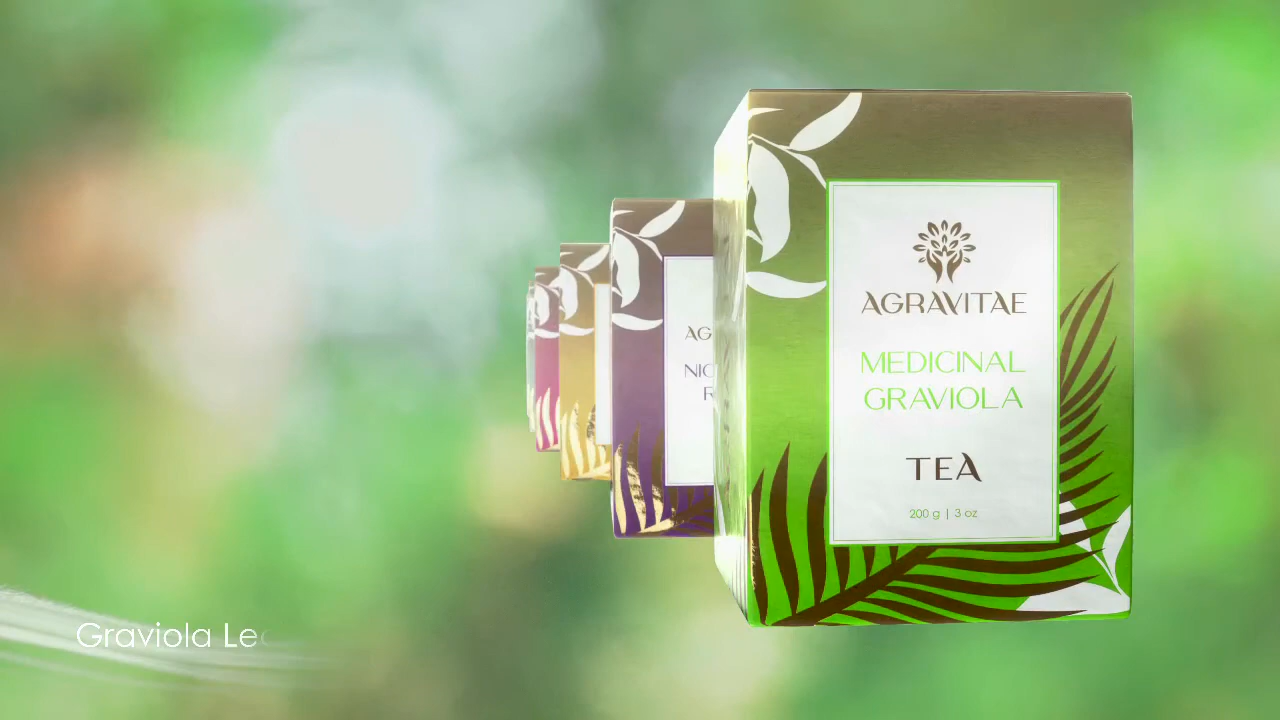 AGRAVITAE
MEDICINAL
GRAVIOLA
TEA
200 g | 3 oz
Graviola